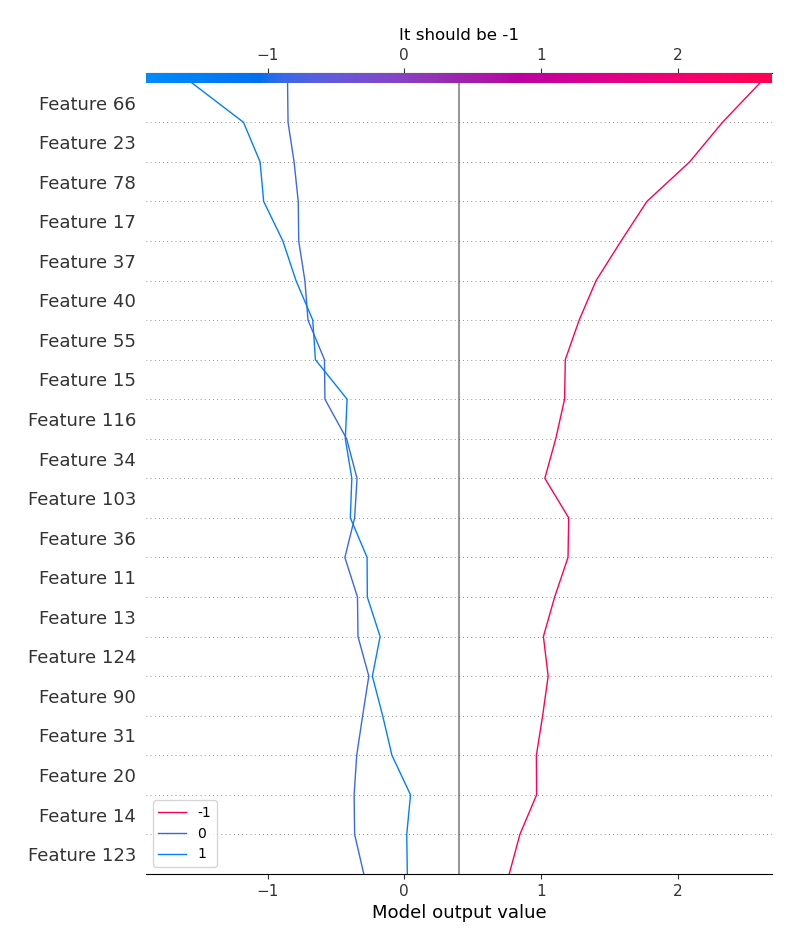 It should be -1
−1 0 1 2
Feature 66
Feature 23
Feature 78
Feature 17
Feature 37
Feature 40
Feature 55
Feature 15
Feature 116
Feature 34
Feature 103
Feature 36
Feature 11
Feature 13
Feature 124
Feature 90
Feature 31
Feature 20
Feature 14
Feature 123
-1
0
1
−1 0 1 2
Model output value